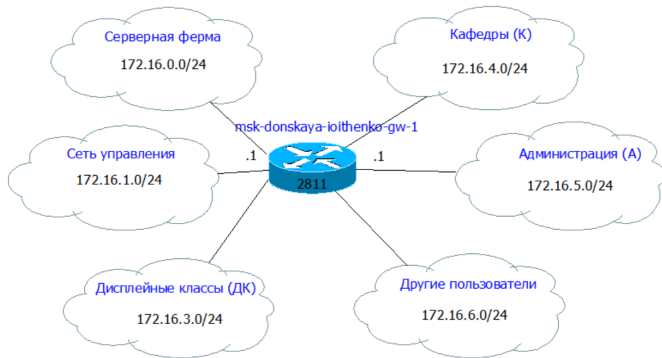 Серверная ферма
172.16.0.0/24
Кафедры (К)
172.16.4.0/24
msk-donskaya-ioithenko-gw-1
Сеть управления
172.16.1.0/24
.1
.1
2811
Администрация (А)
172.16.5.0/24
Дисплейные классы (ДК)
172.16.3.0/24
Другие пользователи
172.16.6.0/24